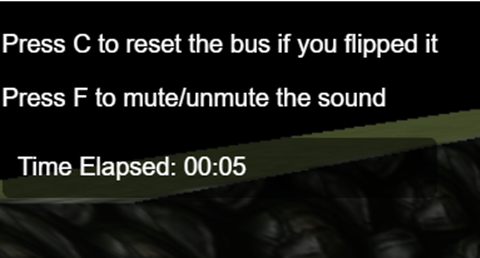 Press C to reset the bus if you flipped it
Press F to mute/unmute the sound
Time Elapsed: 00:05